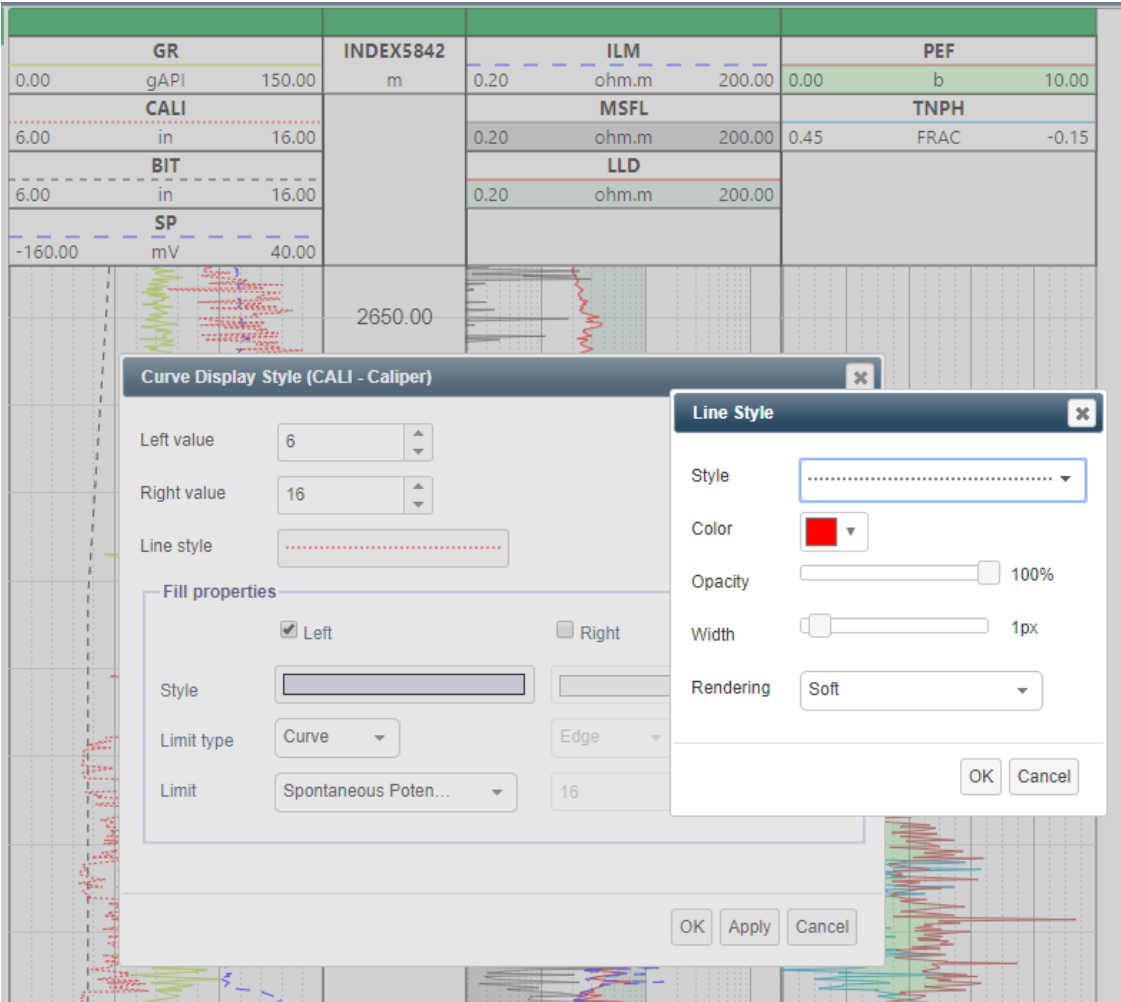 GR INDEX5842 ILM PEF
0.00 gAPI 150.00 m 0.20 ohm.m 200.00 0.00 b 10.00
CALI MSFL TNPH
6.00 in 16.00 0.20 ohm.m 200.00 0.45 FRAC -0.15
BIT LLD
6.00 in 16.00 0.20 ohm.m 200.00
SP
-160.00 mV 40.00
2650.00
Curve Display Style (CALI - Caliper)
Left value 6
Right value 16
Line style
Fill properties
Left Right
Style
Limit type Curve Edge
Limit Spontaneous Poten... 16
OK Apply Cancel
Line Style
Style
Color
Opacity 100%
Width 1px
Rendering Soft
OK Cancel